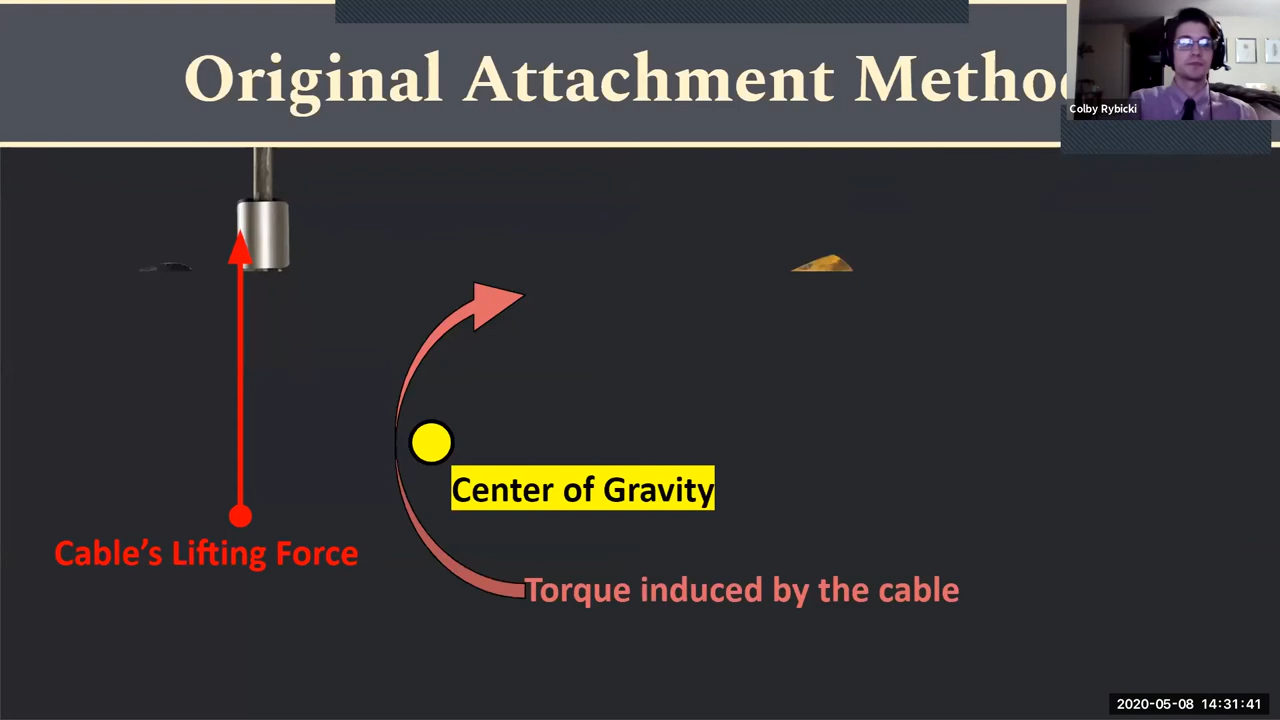 Original Attachment Metho
Colby Rybicki
Center of Gravity
Cable's Lifting Force
Torque induced by the cable
2020-05-08 14:31:41